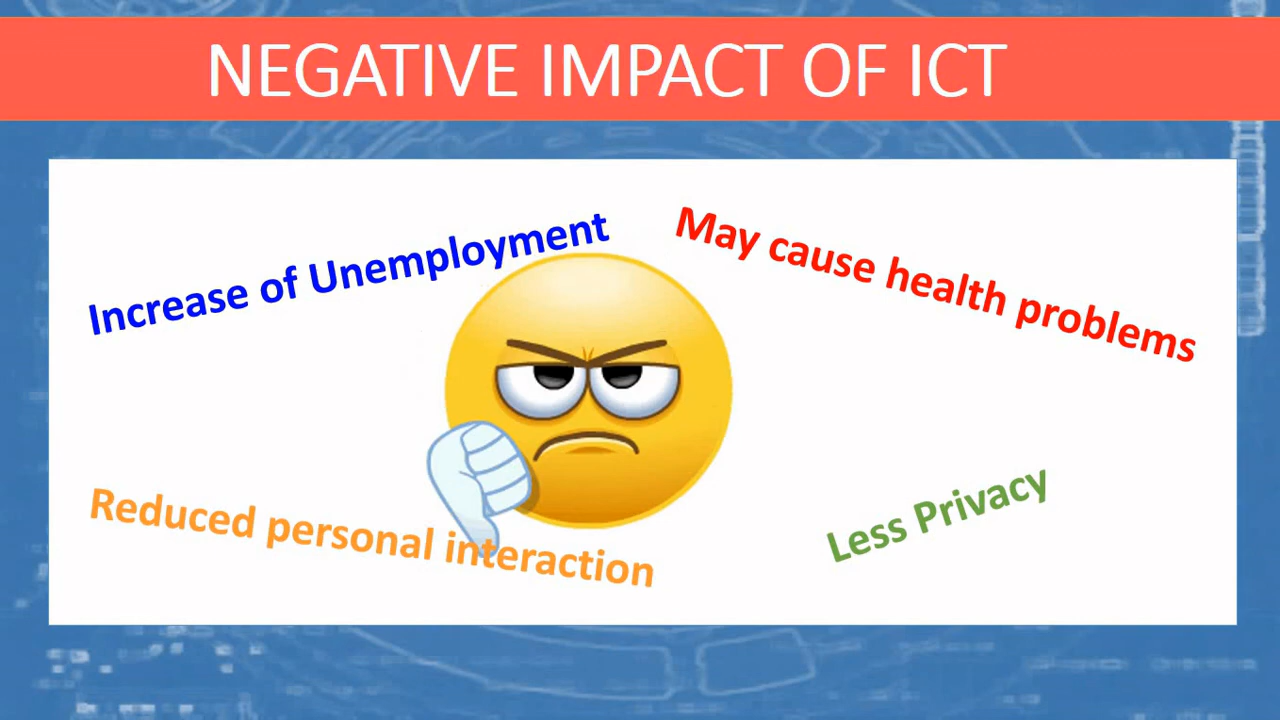 NEGATIVE IMPACT OF ICT
Increase of Unemployment
May cause health problems
Reduced personal interaction
Less Privacy